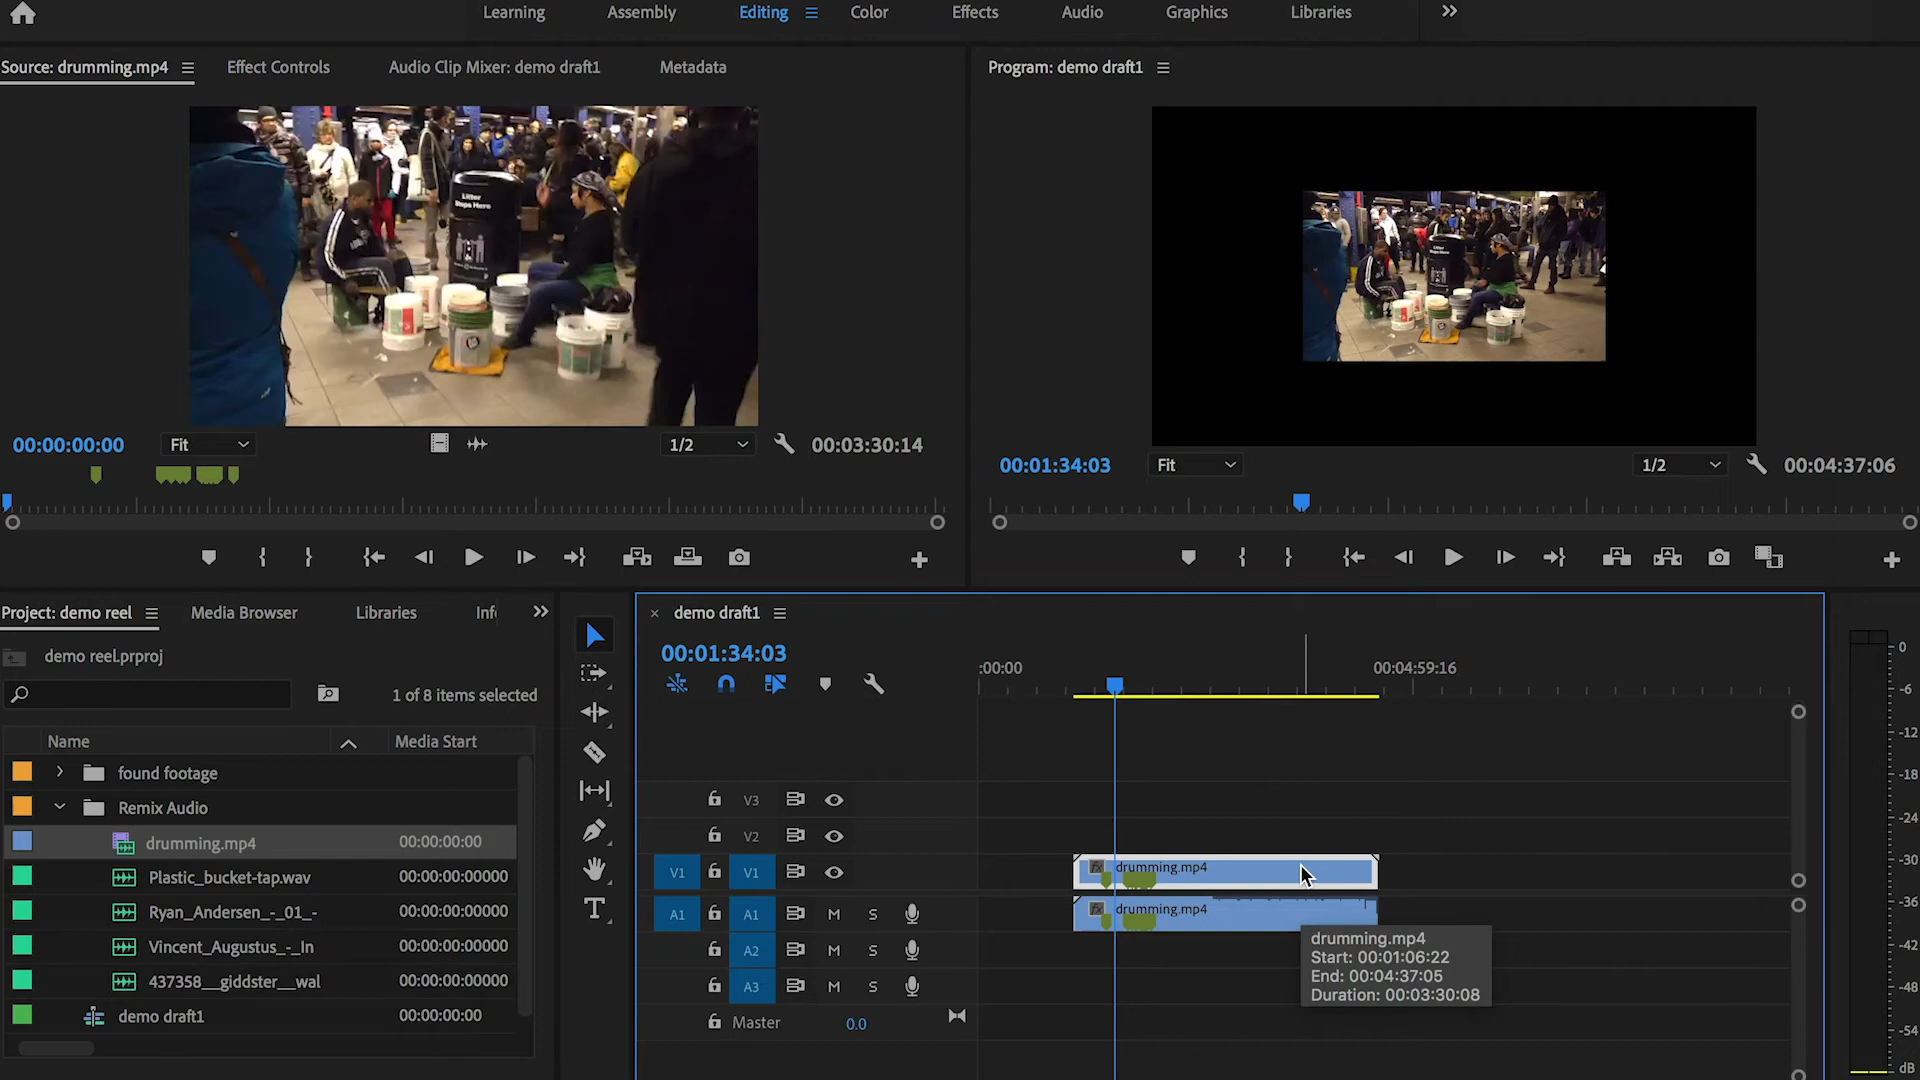 Learning Assembly Editing Color Effects Audio Graphics Libraries
Source: drumming.mp4 Effect Controls Audio Clip Mixer: demo draft1 Metadata
Program: demo draft1
Litter
Stops Here
00:00:00:00 Fit 1/2 00:03:30:14
00:01:34:03 Fit 1/2 00:04:37:06
Project: demo reel Media Browser Libraries Inf
demo draft1
demo reel.prproj
00:01:34:03
:00:00 00:04:59:16
1 of 8 items selected
Name Media Start
found footage
Remix Audio
drumming.mp4 00:00:00:00
Plastic_bucket-tap.wav 00:00:00:00000
Ryan_Andersen_-_01_- 00:00:00:00000
Vincent_Augustus_-_In 00:00:00:00000
437358__giddster__wal 00:00:00:00000
demo draft1 00:00:00:00
V3
V2
V1 V1 fx drumming.mp4
A1 A1 M S fx drumming.mp4
A2 M S
A3 M S
Master 0.0
drumming.mp4
Start: 00:01:06:22
End: 00:04:37:05
Duration: 00:03:30:08
0
-6
-12
-18
-24
-30
-36
-42
-48
-54
dB